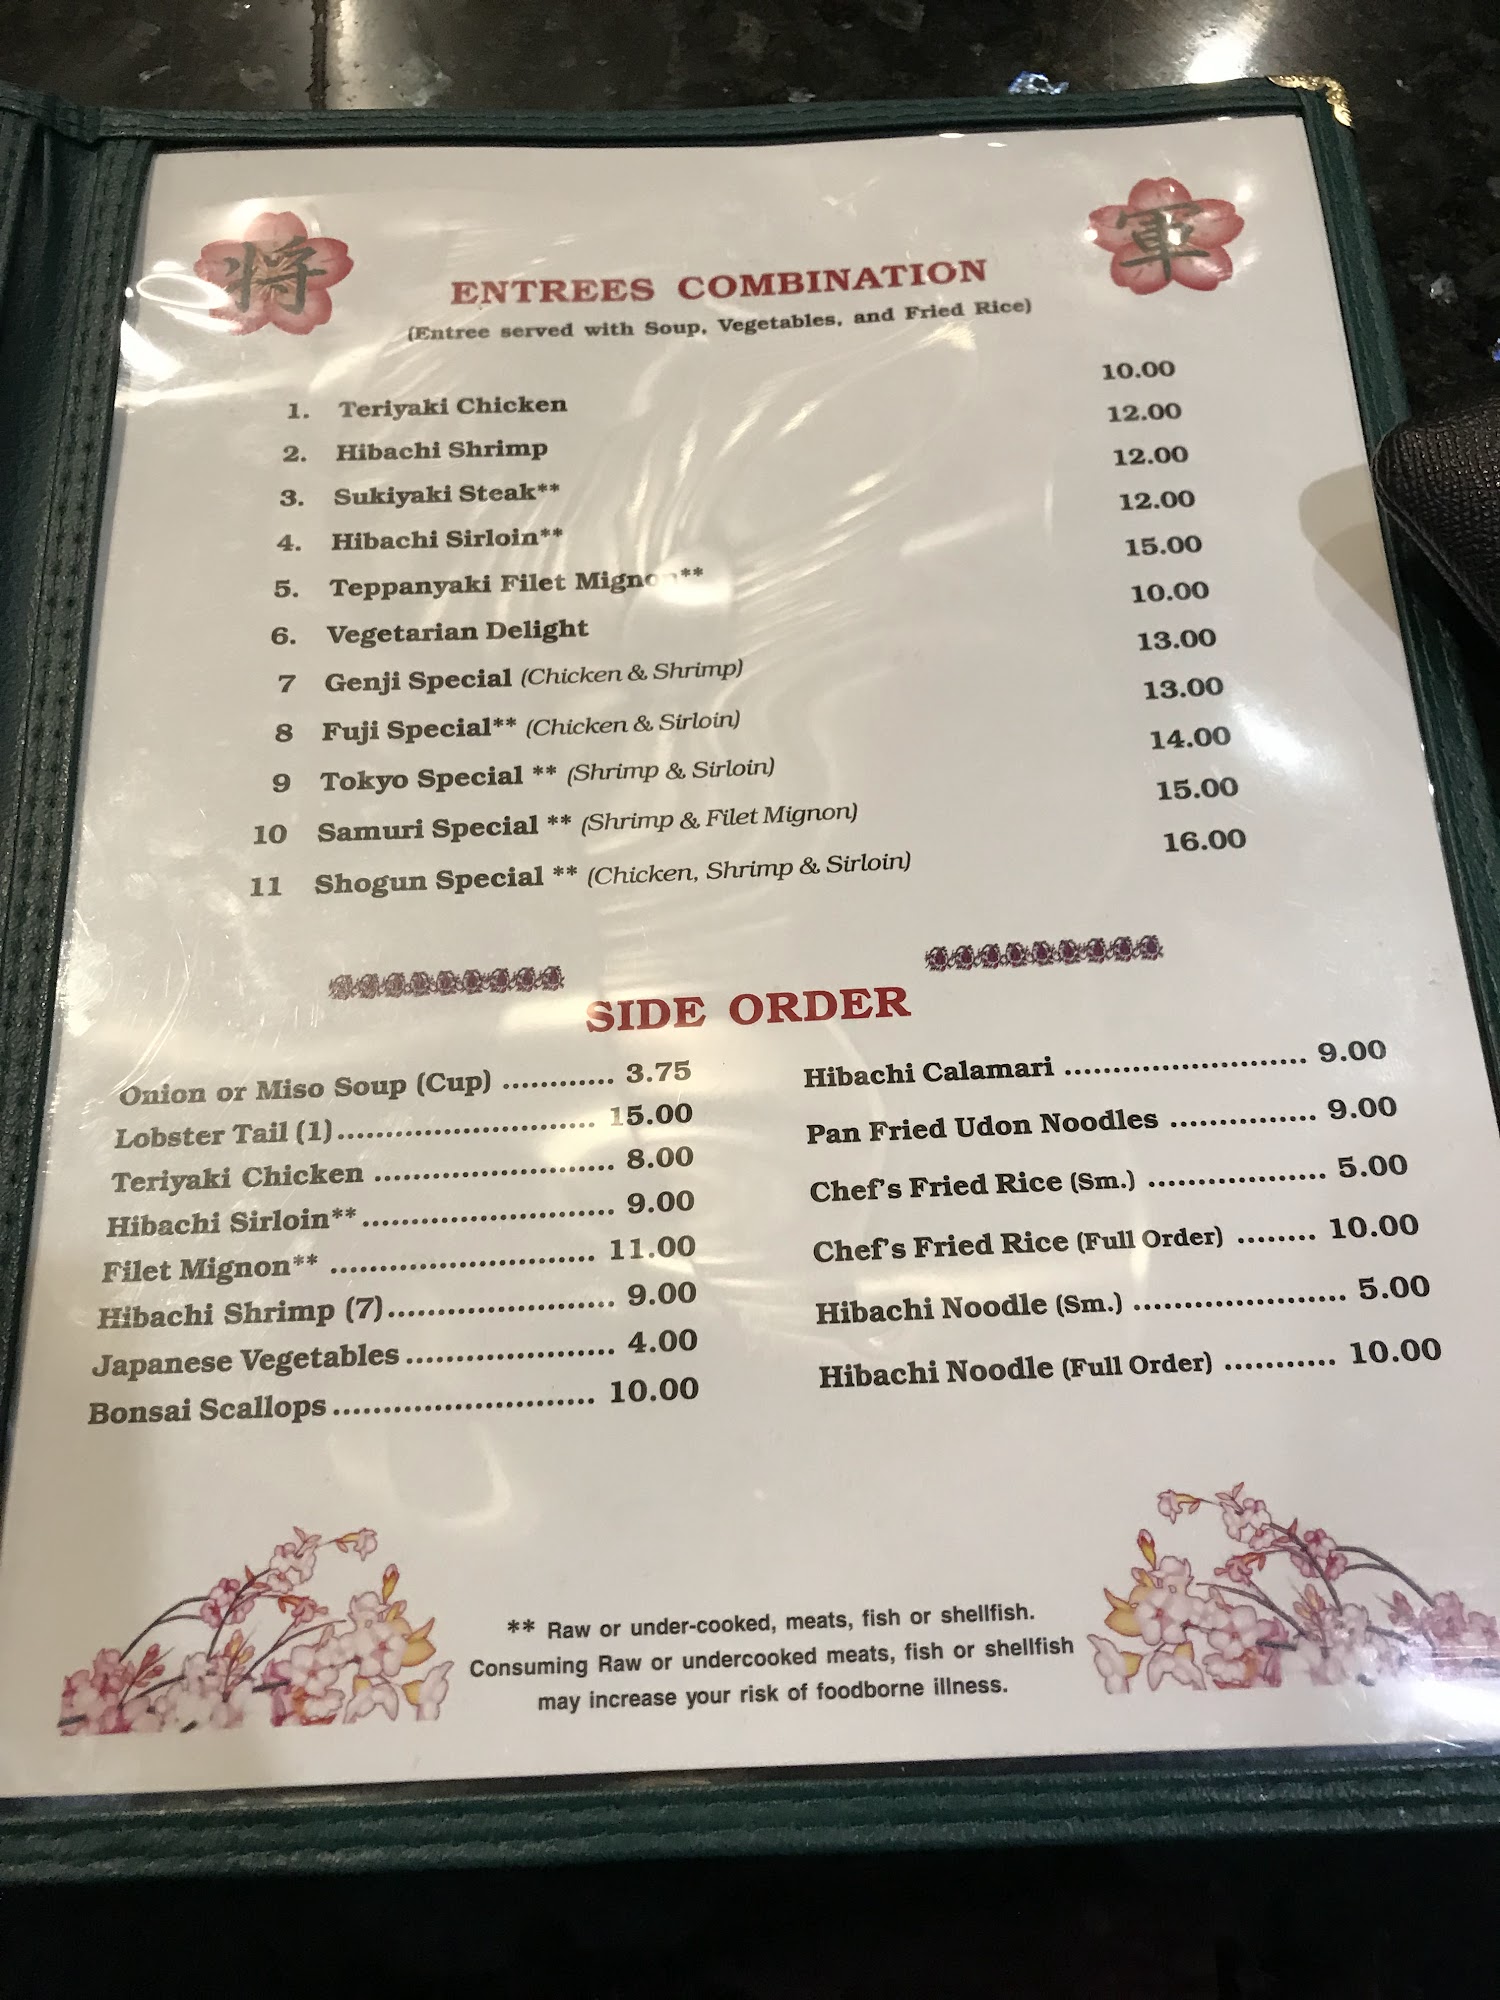 将 軍
ENTREES COMBINATION
(Entree served with Soup, Vegetables, and Fried Rice)
1. Teriyaki Chicken 10.00
2. Hibachi Shrimp 12.00
3. Sukiyaki Steak** 12.00
4. Hibachi Sirloin** 12.00
5. Teppanyaki Filet Mignon** 15.00
6. Vegetarian Delight 10.00
7 Genji Special (Chicken & Shrimp) 13.00
8 Fuji Special** (Chicken & Sirloin) 13.00
9 Tokyo Special ** (Shrimp & Sirloin) 14.00
10 Samuri Special ** (Shrimp & Filet Mignon) 15.00
11 Shogun Special ** (Chicken, Shrimp & Sirloin) 16.00
SIDE ORDER
Onion or Miso Soup (Cup) ............ 3.75
Lobster Tail (1)........................... 15.00
Teriyaki Chicken ......................... 8.00
Hibachi Sirloin**.......................... 9.00
Filet Mignon** ........................... 11.00
Hibachi Shrimp (7)....................... 9.00
Japanese Vegetables ..................... 4.00
Bonsai Scallops .......................... 10.00
Hibachi Calamari ......................... 9.00
Pan Fried Udon Noodles ............... 9.00
Chef's Fried Rice (Sm.) .................. 5.00
Chef's Fried Rice (Full Order) ........ 10.00
Hibachi Noodle (Sm.) ..................... 5.00
Hibachi Noodle (Full Order) ........... 10.00
** Raw or under-cooked, meats, fish or shellfish.
Consuming Raw or undercooked meats, fish or shellfish
may increase your risk of foodborne illness.